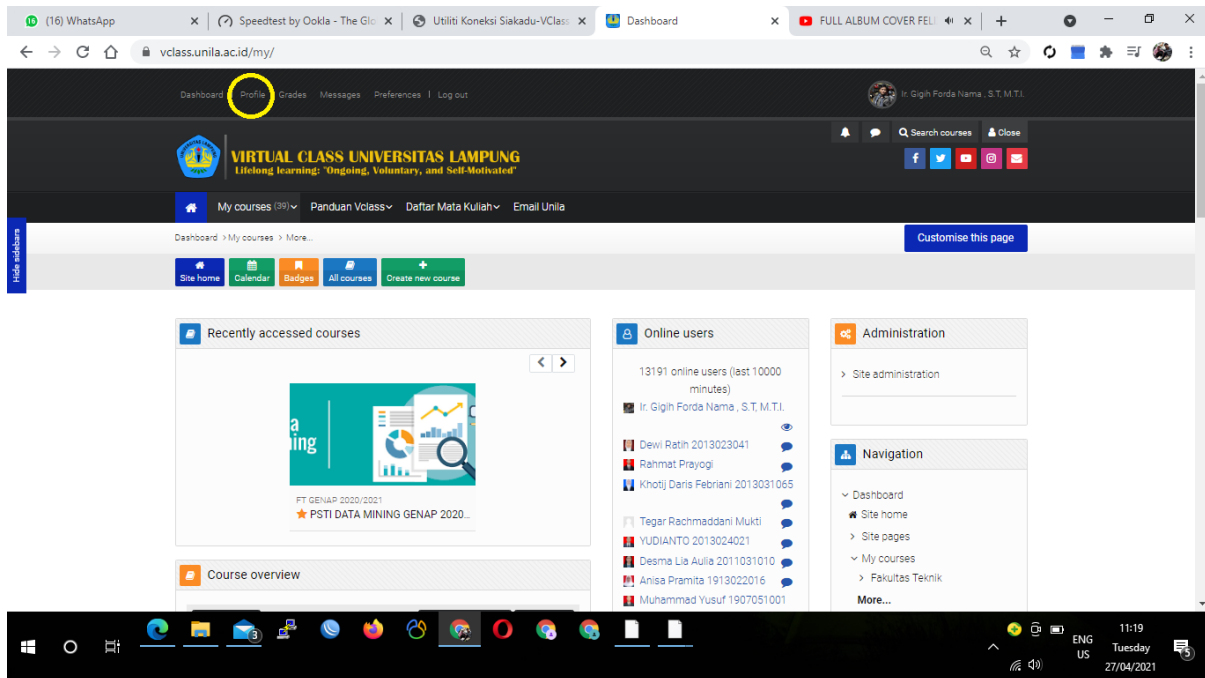 (16) WhatsApp
Speedtest by Ookla - The Glo
Utiliti Koneksi Siakadu-VClass
Dashboard
FULL ALBUM COVER FELI
vclass.unila.ac.id/my/
Dashboard Profile Grades Messages Preferences Log out
Ir. Gigih Forda Nama , S.T, M.T.I.
Search courses
Close
VIRTUAL CLASS UNIVERSITAS LAMPUNG
Lifelong learning: "Ongoing, Voluntary, and Self-Motivated"
My courses (39) Panduan Vclass Daftar Mata Kuliah Email Unila
Hide sidebars
Dashboard > My courses > More...
Customise this page
Site home
Calendar
Badges
All courses
Create new course
Recently accessed courses
a
ing
FT GENAP 2020/2021
PSTI DATA MINING GENAP 2020...
Course overview
Online users
13191 online users (last 10000
minutes)
Ir. Gigih Forda Nama , S.T, M.T.I.
Dewi Ratih 2013023041
Rahmat Prayogi
Khotij Daris Febriani 2013031065
Tegar Rachmaddani Mukti
YUDIANTO 2013024021
Desma Lia Aulia 2011031010
Anisa Pramita 1913022016
Muhammad Yusuf 1907051001
Administration
> Site administration
Navigation
Dashboard
Site home
> Site pages
My courses
> Fakultas Teknik
More...
3
ENG
US
11:19
Tuesday
27/04/2021
5